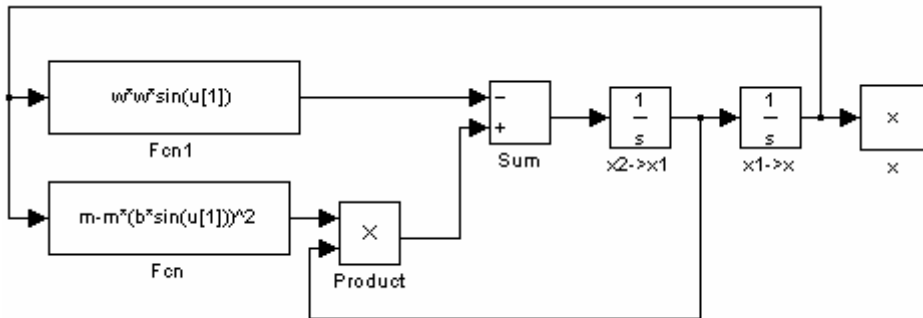 w*w*sin(u[1])
Fcn1
−
+
Sum
1
s
x2->x1
1
s
x1->x
x
x
m-m*(b*sin(u[1]))^2
Fcn
×
Product